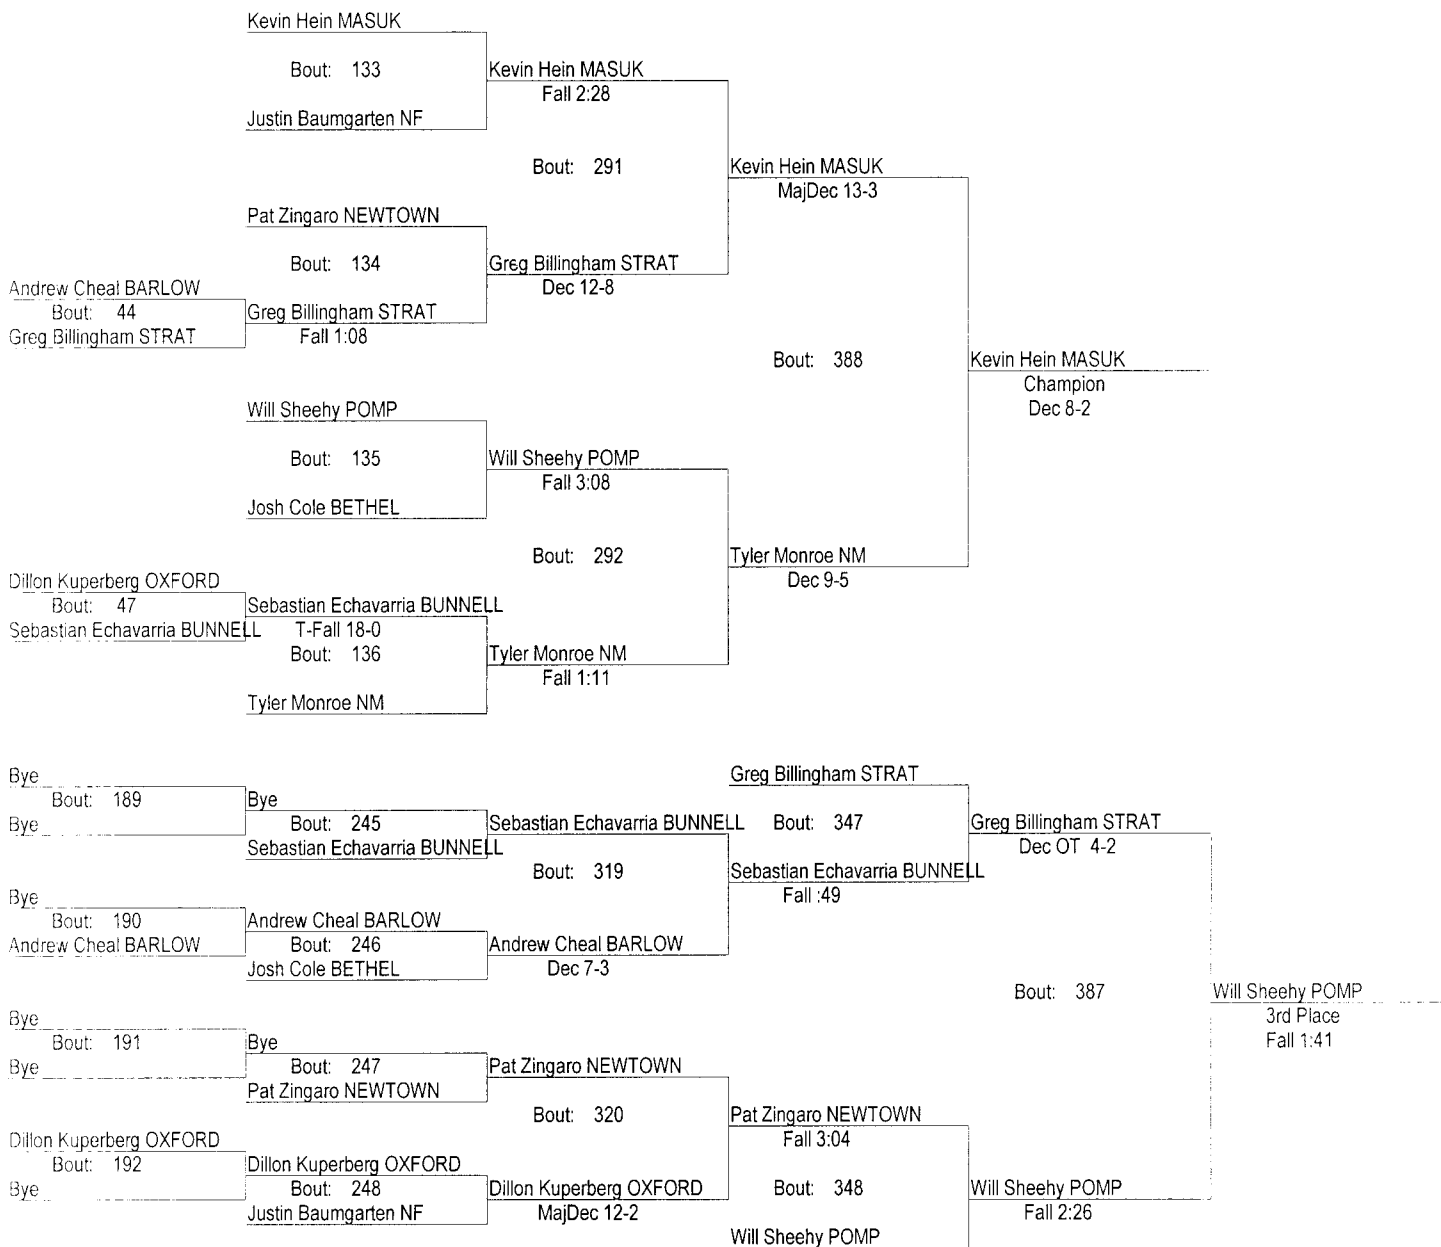 Kevin Hein MASUK
Bout: 133
Kevin Hein MASUK
Fall 2:28
Justin Baumgarten NF
Bout: 291
Kevin Hein MASUK
MajDec 13-3
Pat Zingaro NEWTOWN
Bout: 134
Greg Billingham STRAT
Dec 12-8
Andrew Cheal BARLOW
Bout: 44
Greg Billingham STRAT
Greg Billingham STRAT
Fall 1:08
Bout: 388
Kevin Hein MASUK
Champion
Dec 8-2
Will Sheehy POMP
Bout: 135
Will Sheehy POMP
Fall 3:08
Josh Cole BETHEL
Bout: 292
Tyler Monroe NM
Dec 9-5
Dillon Kuperberg OXFORD
Bout: 47
Sebastian Echavarria BUNNELL
Sebastian Echavarria BUNNELL
T-Fall 18-0
Bout: 136
Tyler Monroe NM
Fall 1:11
Tyler Monroe NM
Bye
Bout: 189
Bye
Bye
Bout: 245
Sebastian Echavarria BUNNELL
Sebastian Echavarria BUNNELL
Greg Billingham STRAT
Bout: 347
Greg Billingham STRAT
Dec OT 4-2
Bout: 319
Sebastian Echavarria BUNNELL
Fall :49
Bye
Bout: 190
Andrew Cheal BARLOW
Andrew Cheal BARLOW
Bout: 246
Josh Cole BETHEL
Andrew Cheal BARLOW
Dec 7-3
Bout: 387
Will Sheehy POMP
3rd Place
Fall 1:41
Bye
Bout: 191
Bye
Bye
Bout: 247
Pat Zingaro NEWTOWN
Pat Zingaro NEWTOWN
Bout: 320
Pat Zingaro NEWTOWN
Fall 3:04
Dillon Kuperberg OXFORD
Bout: 192
Bye
Dillon Kuperberg OXFORD
Bout: 248
Justin Baumgarten NF
Dillon Kuperberg OXFORD
MajDec 12-2
Bout: 348
Will Sheehy POMP
Fall 2:26
Will Sheehy POMP